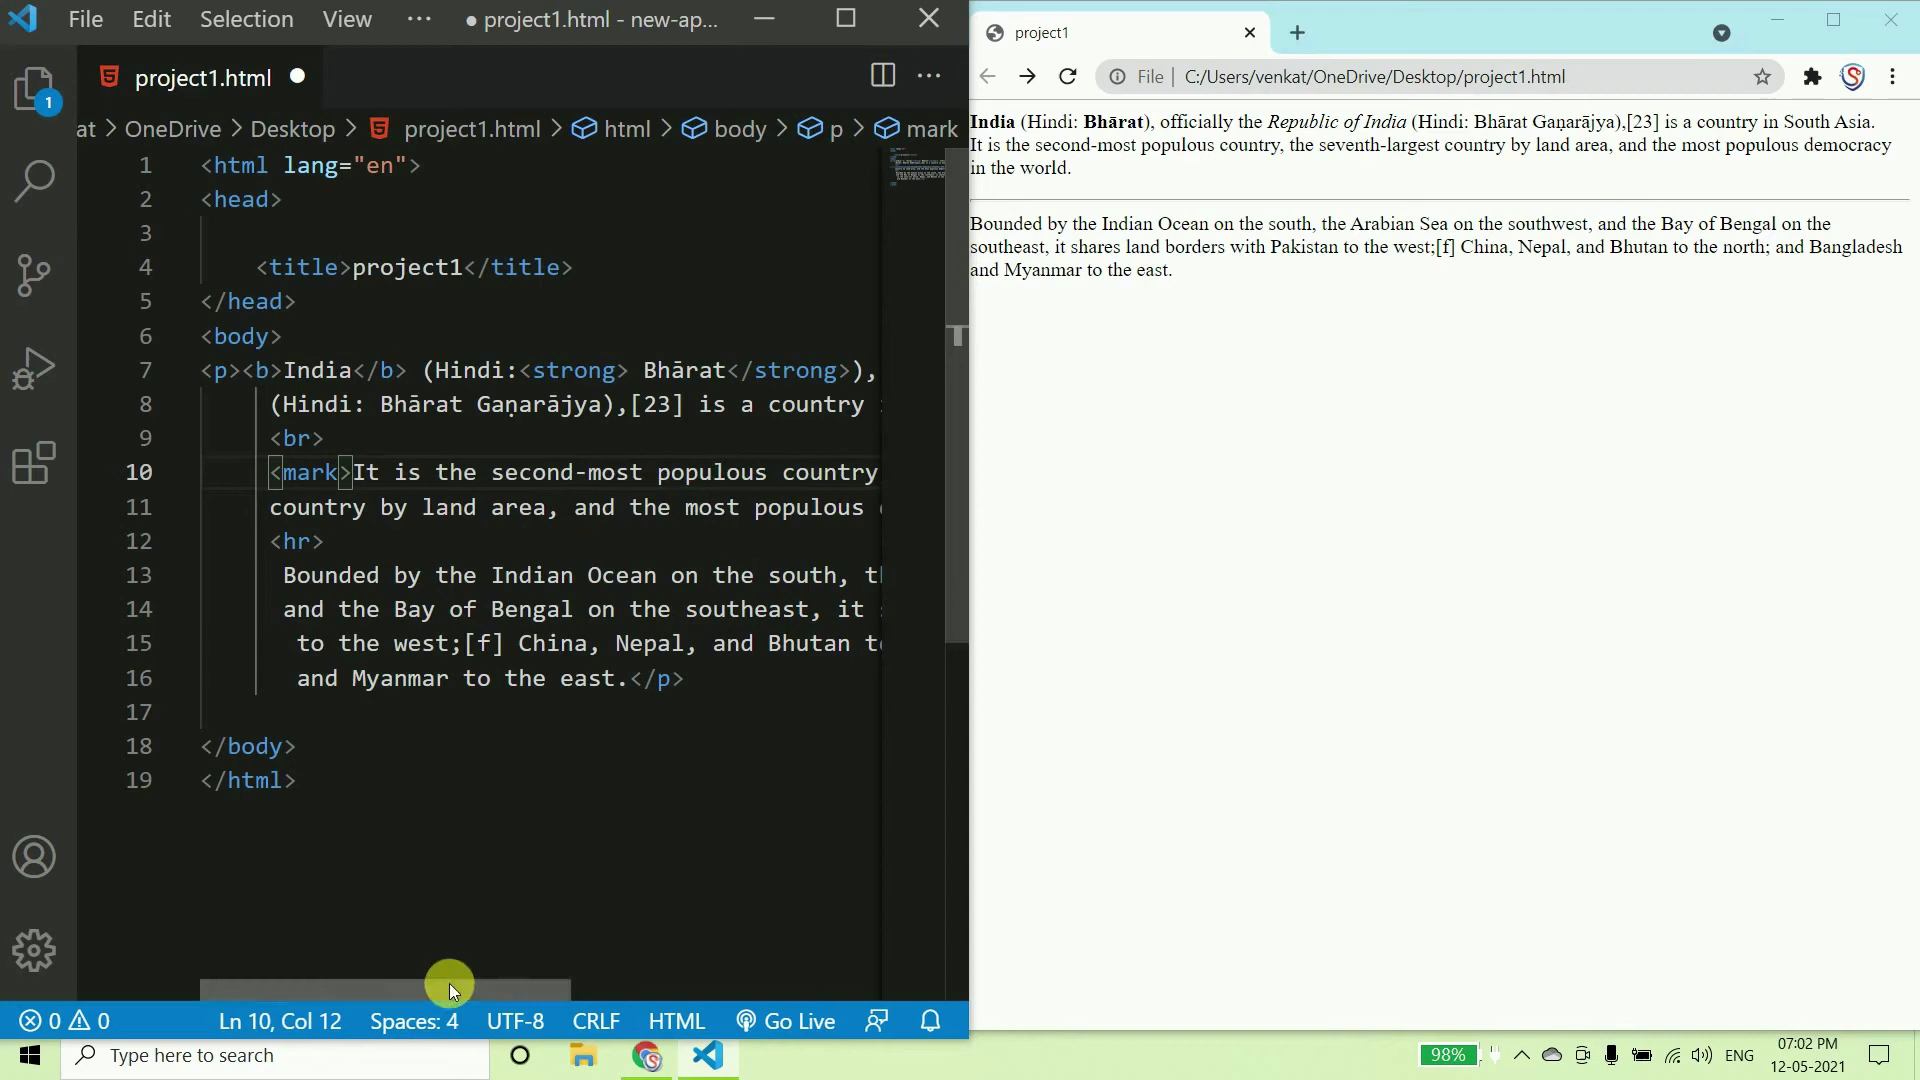 File Edit Selection View ··· ● project1.html - new-ap...
project1.html ●
at > OneDrive > Desktop > project1.html > html > body > p > mark
1 <html lang="en">
2 <head>
3
4 <title>project1</title>
5 </head>
6 <body>
7 <p><b>India</b> (Hindi:<strong> Bhārat</strong>),
8 (Hindi: Bhārat Gaṇarājya),[23] is a country
9 <br>
10 <mark>It is the second-most populous country
11 country by land area, and the most populous
12 <hr>
13 Bounded by the Indian Ocean on the south, th
14 and the Bay of Bengal on the southeast, it
15 to the west;[f] China, Nepal, and Bhutan to
16 and Myanmar to the east.</p>
17
18 </body>
19 </html>
1
0 0 Ln 10, Col 12 Spaces: 4 UTF-8 CRLF HTML Go Live
project1
File | C:/Users/venkat/OneDrive/Desktop/project1.html
India (Hindi: Bhārat), officially the Republic of India (Hindi: Bhārat Gaṇarājya),[23] is a country in South Asia.
It is the second-most populous country, the seventh-largest country by land area, and the most populous democracy
in the world.
Bounded by the Indian Ocean on the south, the Arabian Sea on the southwest, and the Bay of Bengal on the
southeast, it shares land borders with Pakistan to the west;[f] China, Nepal, and Bhutan to the north; and Bangladesh
and Myanmar to the east.
Type here to search
98% ENG 07:02 PM
12-05-2021